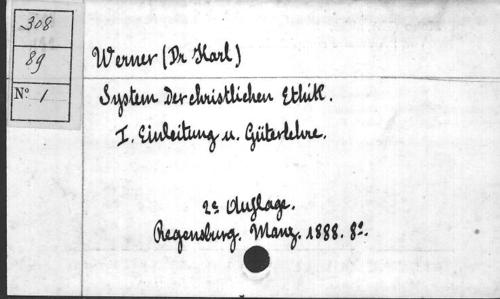 308
89
Nº 1
Werner (Dr Karl)
System der christlichen Ethik.
I. Einleitung u. Güterlehre.
2e Auflage.
Regensburg. Manz. 1888. 8º.